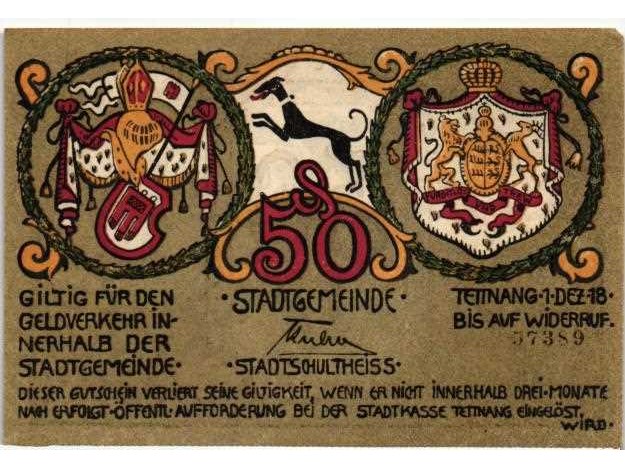 50
GILTIG FÜR DEN
GELDVERKEHR IN-
NERHALB DER
STADTGEMEINDE·
·STADTGEMEINDE·
·STADTSCHULTHEISS·
TETTNANG·1·DEZ·18·
BIS AUF WIDERRUF.
57389
DIESER GUTSCHEIN VERLIERT SEINE GILTIGKEIT, WENN ER NICHT INNERHALB DREI·MONATE
NACH ERFOLGT·ÖFFENTL·AUFFORDERUNG BEI DER STADTKASSE TETTNANG EINGELÖST,
WIRD·